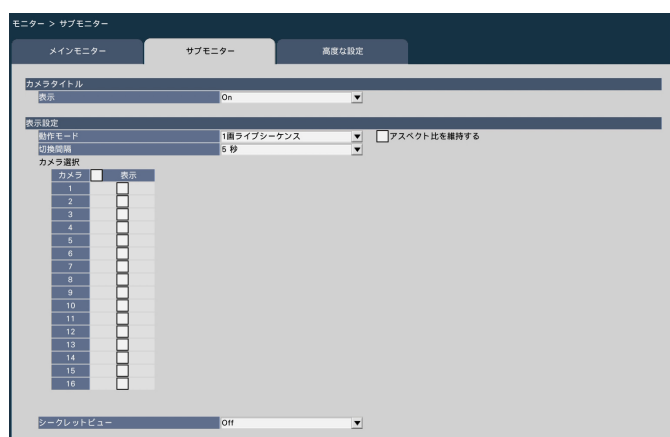 モニター > サブモニター
メインモニター サブモニター 高度な設定
カメラタイトル
表示 On
表示設定
動作モード 1画ライブシーケンス アスペクト比を維持する
切換間隔 5 秒
カメラ選択
カメラ 表示
1
2
3
4
5
6
7
8
9
10
11
12
13
14
15
16
シークレットビュー Off